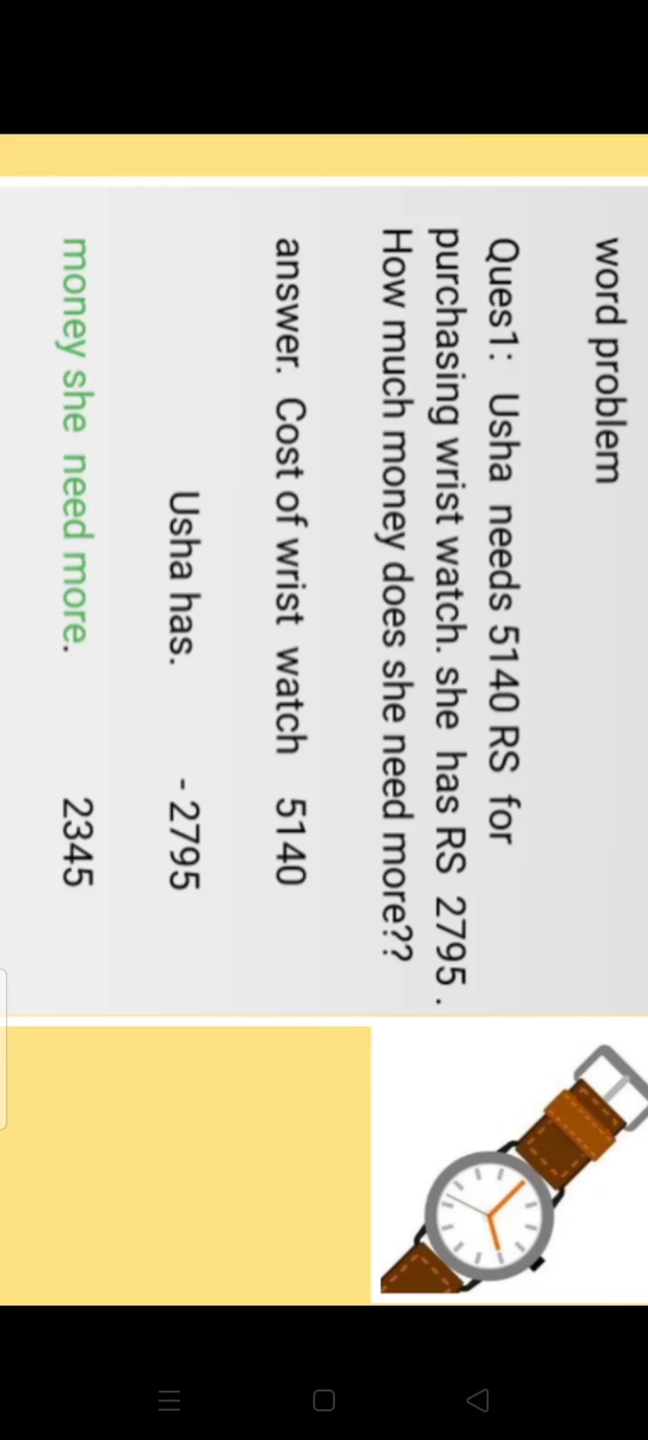 word problem
Ques1: Usha needs 5140 RS for
purchasing wrist watch. she has RS 2795.
How much money does she need more??
answer. Cost of wrist watch 5140
Usha has. - 2795
money she need more. 2345